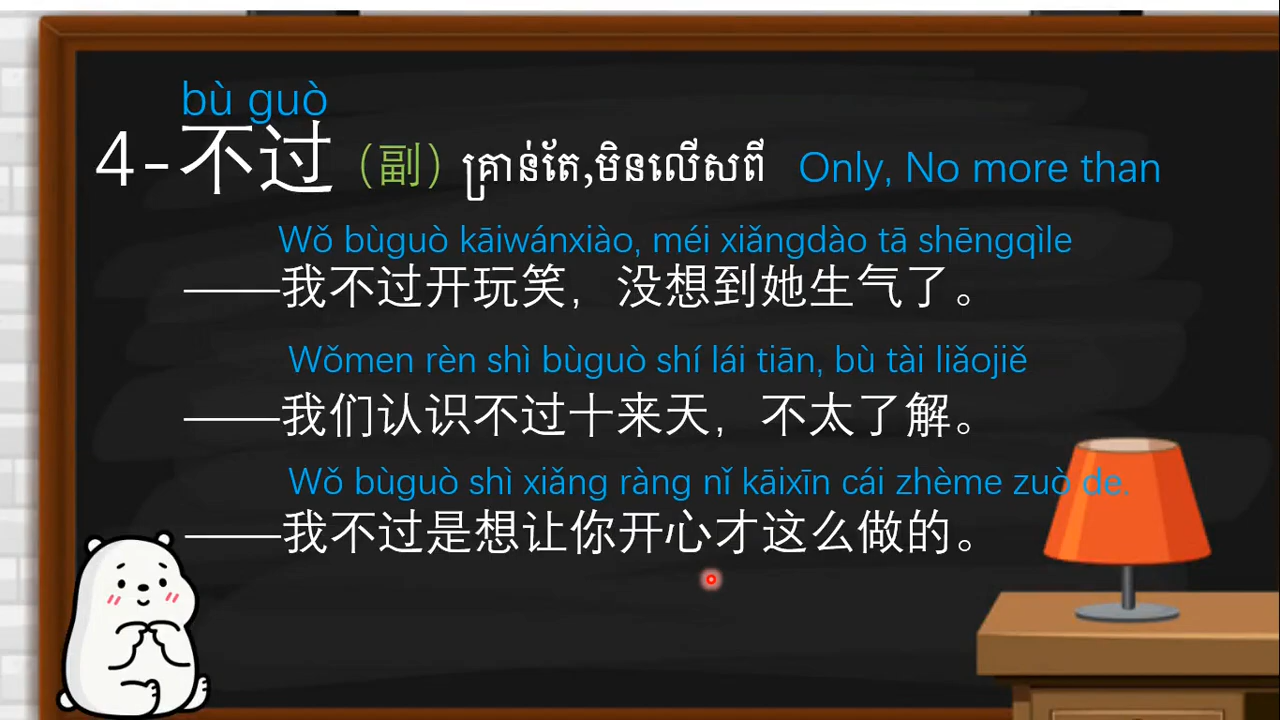 bù guò
4-不过（副）គ្រាន់តែ,មិនលើសពី Only, No more than
Wǒ bùguò kāiwánxiào, méi xiǎngdào tā shēngqìle
——我不过开玩笑，没想到她生气了。
Wǒmen rèn shì bùguò shí lái tiān, bù tài liǎojiě
——我们认识不过十来天，不太了解。
Wǒ bùguò shì xiǎng ràng nǐ kāixīn cái zhème zuò de.
——我不过是想让你开心才这么做的。